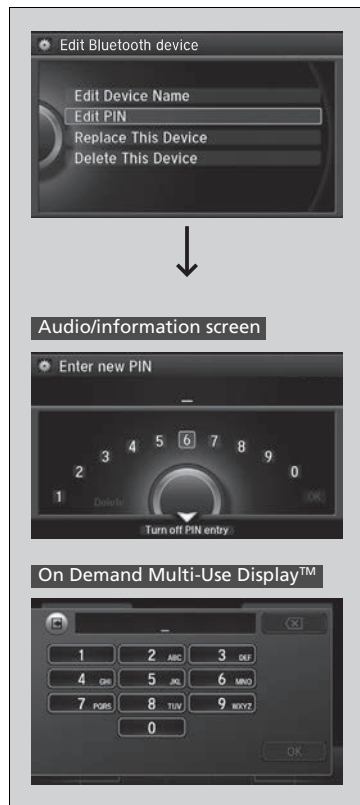 Edit Bluetooth device
Edit Device Name
Edit PIN
Replace This Device
Delete This Device
Audio/information screen
Enter new PIN
_
1 2 3 4 5 6 7 8 9 0
Delete
OK
Turn off PIN entry
On Demand Multi-Use Display™
_
1 2 ABC 3 DEF
4 GHI 5 JKL 6 MNO
7 PQRS 8 TUV 9 WXYZ
0
OK